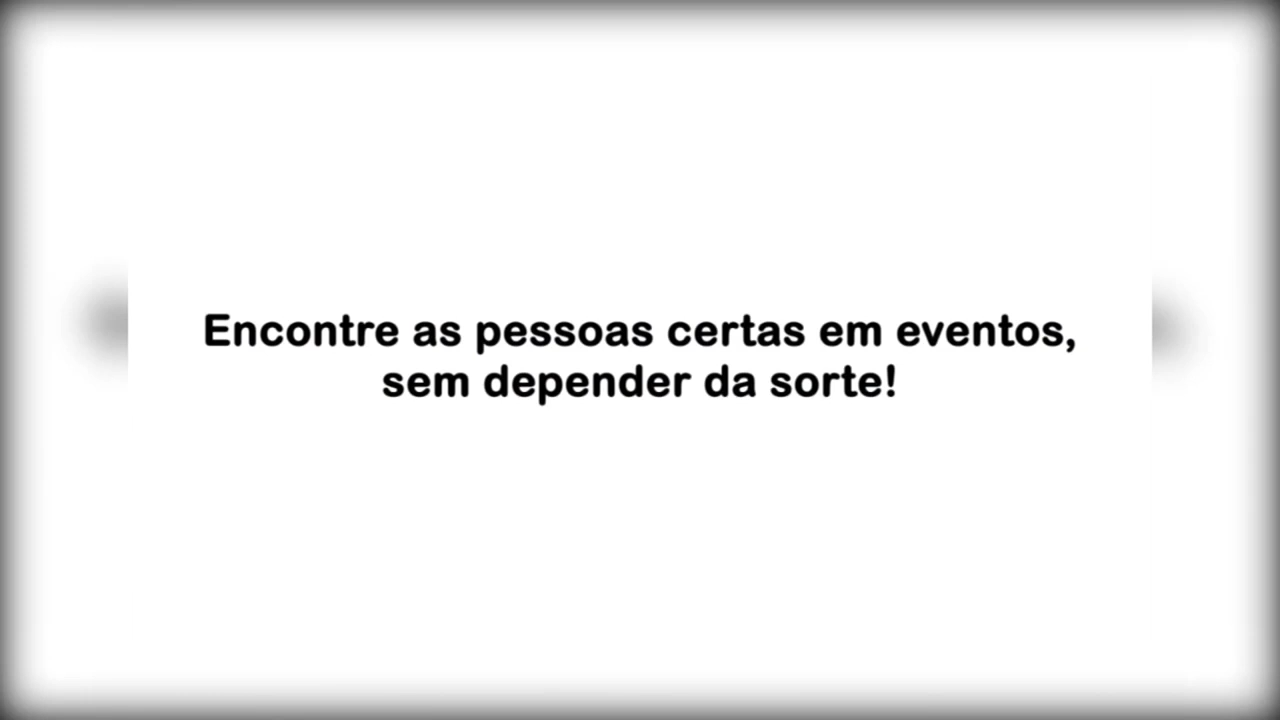 Encontre as pessoas certas em eventos,
sem depender da sorte!